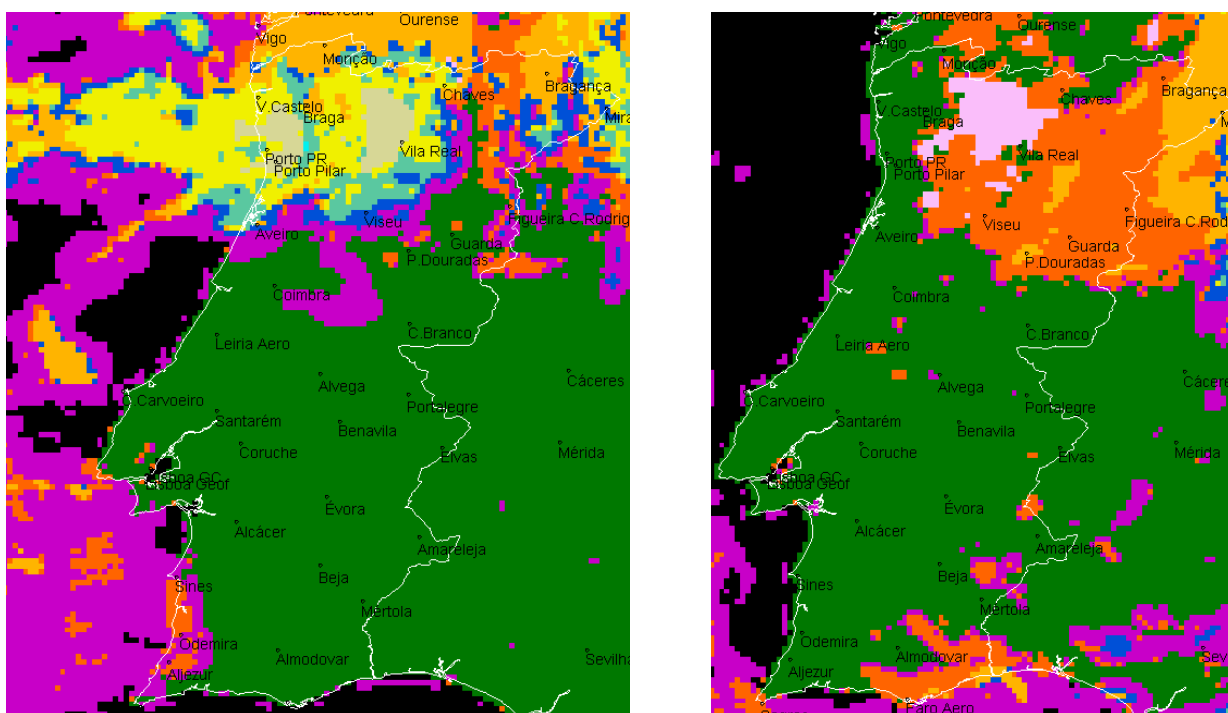 Pontevedra
Ourense
Vigo
Monção
Chaves
Bragança
V.Castelo
Braga
Mira
Porto PR
Porto Pilar
Vila Real
Viseu
Figueira C.Rodrig
Aveiro
Guarda
P.Douradas
Coimbra
C.Branco
Leiria Aero
Cáceres
Alvega
C.Carvoeiro
Portalegre
Santarém
Benavila
Coruche
Elvas
Mérida
Lisboa GC
Lisboa Geof
Évora
Alcácer
Amareleja
Beja
Sines
Mértola
Odemira
Almodovar
Sevilha
Aljezur
Pontevedra
Ourense
Vigo
Monção
Chaves
Bragança
V.Castelo
Braga
M
Porto PR
Porto Pilar
Vila Real
Viseu
Figueira C.Rod
Aveiro
Guarda
P.Douradas
Coimbra
C.Branco
Leiria Aero
Cácere
Alvega
C.Carvoeiro
Portalegre
Santarém
Benavila
Coruche
Elvas
Mérida
Lisboa GC
Lisboa Geof
Évora
Alcácer
Amareleja
Beja
Sines
Mértola
Odemira
Almodovar
Sev
Aljezur
Faro Aero